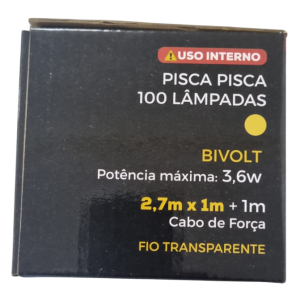 USO INTERNO
PISCA PISCA
100 LÂMPADAS
BIVOLT
Potência máxima: 3,6w
2,7m x 1m + 1m
Cabo de Força
FIO TRANSPARENTE